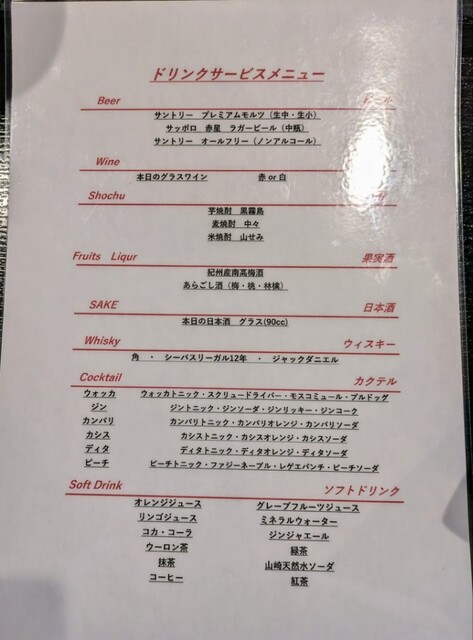 ドリンクサービスメニュー
Beer
サントリー プレミアムモルツ（生中・生小）
サッポロ 赤星 ラガービール（中瓶）
サントリー オールフリー（ノンアルコール）
Wine
本日のグラスワイン 赤 or 白
Shochu
芋焼酎 黒霧島
麦焼酎 中々
米焼酎 山せみ
Fruits Liqur 果実酒
紀州産南高梅酒
あらごし酒（梅・桃・林檎）
SAKE 日本酒
本日の日本酒 グラス(90cc)
Whisky ウィスキー
角 ・ シーバスリーガル12年 ・ ジャックダニエル
Cocktail カクテル
ウォッカ ウォッカトニック・スクリュードライバー・モスコミュール・ブルドッグ
ジン ジントニック・ジンソーダ・ジンリッキー・ジンコーク
カンパリ カンパリトニック・カンパリオレンジ・カンパリソーダ
カシス カシストニック・カシスオレンジ・カシスソーダ
ディタ ディタトニック・ディタオレンジ・ディタソーダ
ピーチ ピーチトニック・ファジーネーブル・レゲエパンチ・ピーチソーダ
Soft Drink ソフトドリンク
オレンジジュース グレープフルーツジュース
リンゴジュース ミネラルウォーター
コカ・コーラ ジンジャエール
ウーロン茶 緑茶
抹茶 山崎天然水ソーダ
コーヒー 紅茶